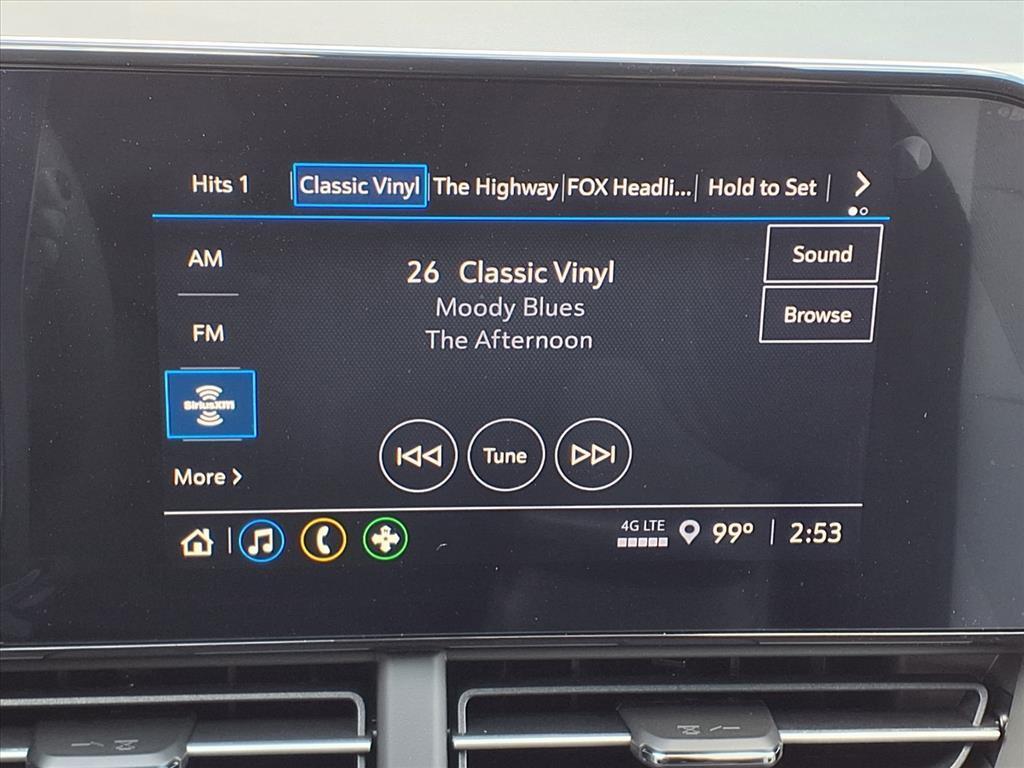 Hits 1 Classic Vinyl The Highway FOX Headli... Hold to Set
AM
26 Classic Vinyl
Sound
Moody Blues
Browse
FM
The Afternoon
SiriusXM
Tune
More
4G LTE
99° 2:53